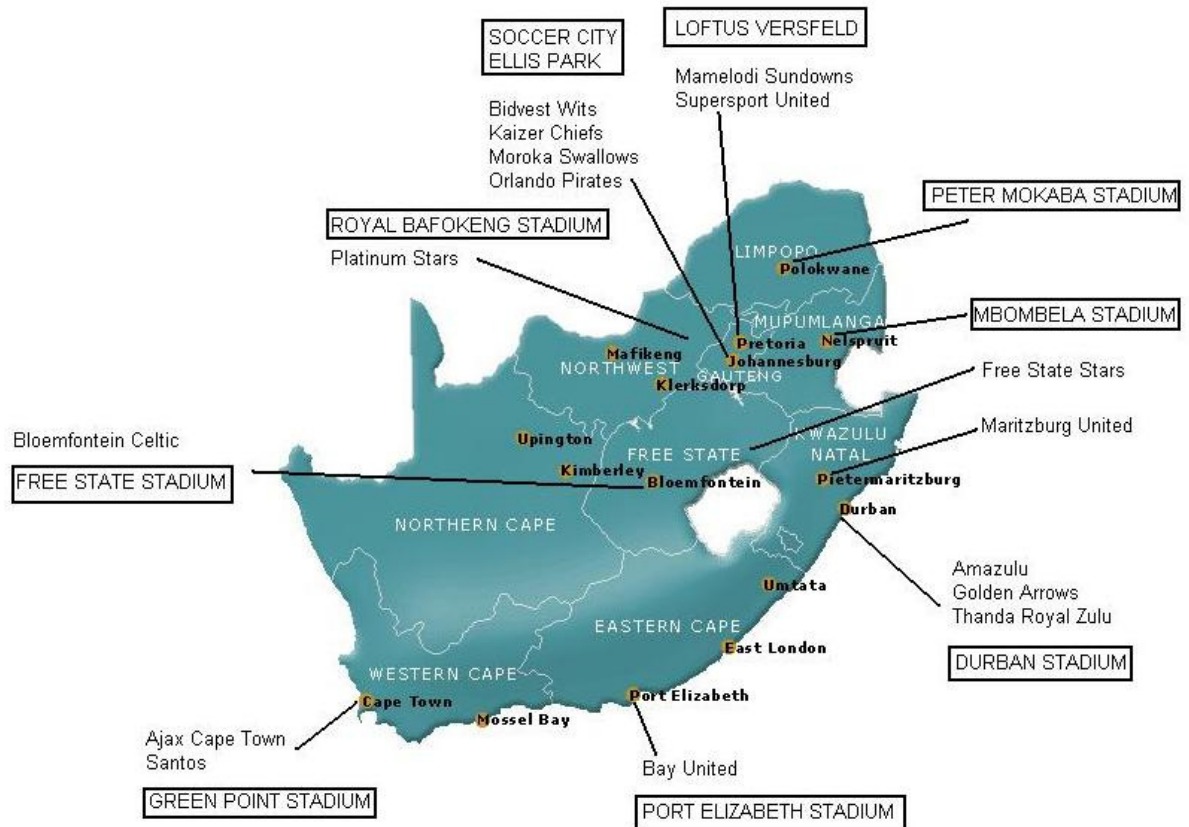 SOCCER CITY
ELLIS PARK
LOFTUS VERSFELD
Mamelodi Sundowns
Supersport United
Bidvest Wits
Kaizer Chiefs
Moroka Swallows
Orlando Pirates
PETER MOKABA STADIUM
ROYAL BAFOKENG STADIUM
Platinum Stars
LIMPOPO
Polokwane
MBOMBELA STADIUM
MUPUMLANGA
Pretoria
Nelspruit
Mafikeng
Johannesburg
NORTHWEST
GAUTENG
Klerksdorp
Free State Stars
Maritzburg United
Bloemfontein Celtic
FREE STATE STADIUM
Upington
KWAZULU
NATAL
FREE STATE
Kimberley
Bloemfontein
Pietermaritzburg
Durban
NORTHERN CAPE
Amazulu
Golden Arrows
Thanda Royal Zulu
DURBAN STADIUM
Umtata
EASTERN CAPE
East London
WESTERN CAPE
Cape Town
Port Elizabeth
Mossel Bay
Ajax Cape Town
Santos
GREEN POINT STADIUM
Bay United
PORT ELIZABETH STADIUM